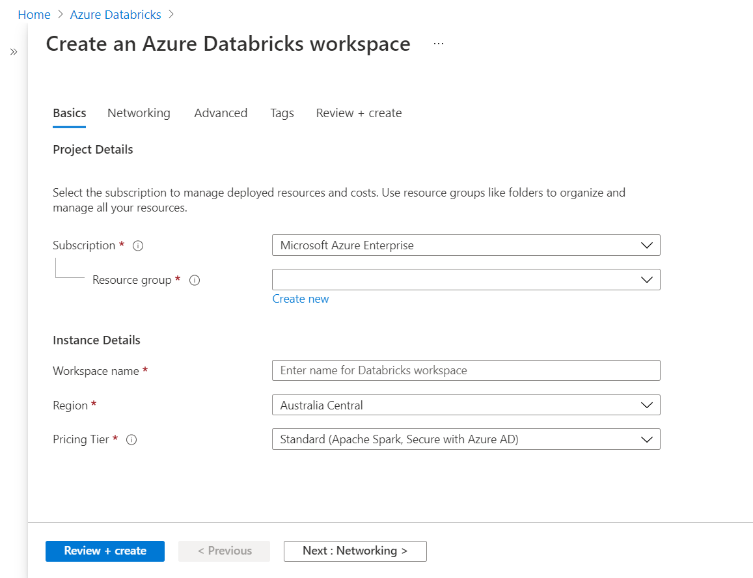 Home > Azure Databricks >
»
Create an Azure Databricks workspace ...
Basics Networking Advanced Tags Review + create
Project Details
Select the subscription to manage deployed resources and costs. Use resource groups like folders to organize and
manage all your resources.
Subscription * Microsoft Azure Enterprise
Resource group *
Create new
Instance Details
Workspace name * Enter name for Databricks workspace
Region * Australia Central
Pricing Tier * Standard (Apache Spark, Secure with Azure AD)
Review + create < Previous Next : Networking >